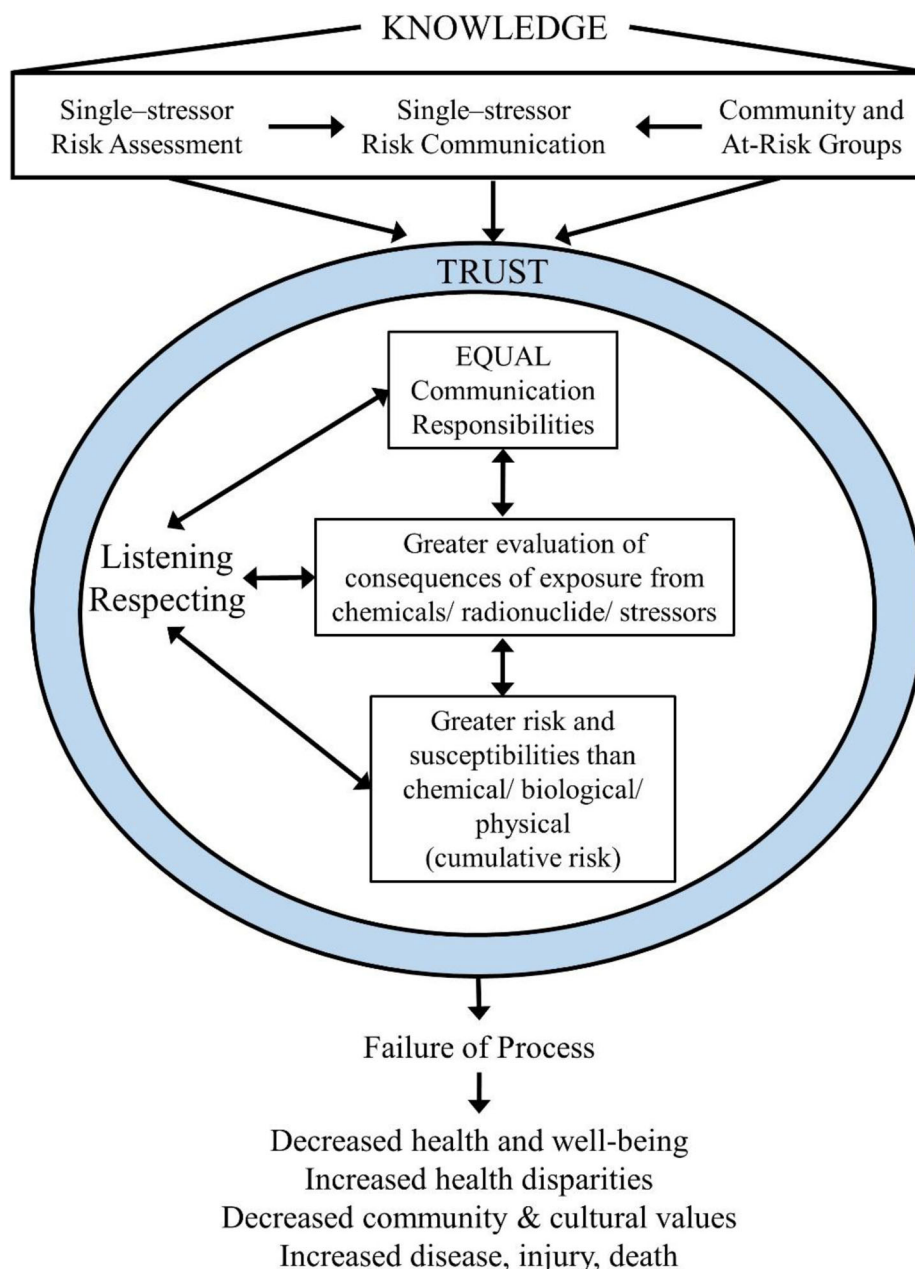 KNOWLEDGE
Single–stressor
Risk Assessment
Single–stressor
Risk Communication
Community and
At-Risk Groups
TRUST
EQUAL
Communication
Responsibilities
Listening
Respecting
Greater evaluation of
consequences of exposure from
chemicals/ radionuclide/ stressors
Greater risk and
susceptibilities than
chemical/ biological/
physical
(cumulative risk)
Failure of Process
Decreased health and well-being
Increased health disparities
Decreased community & cultural values
Increased disease, injury, death